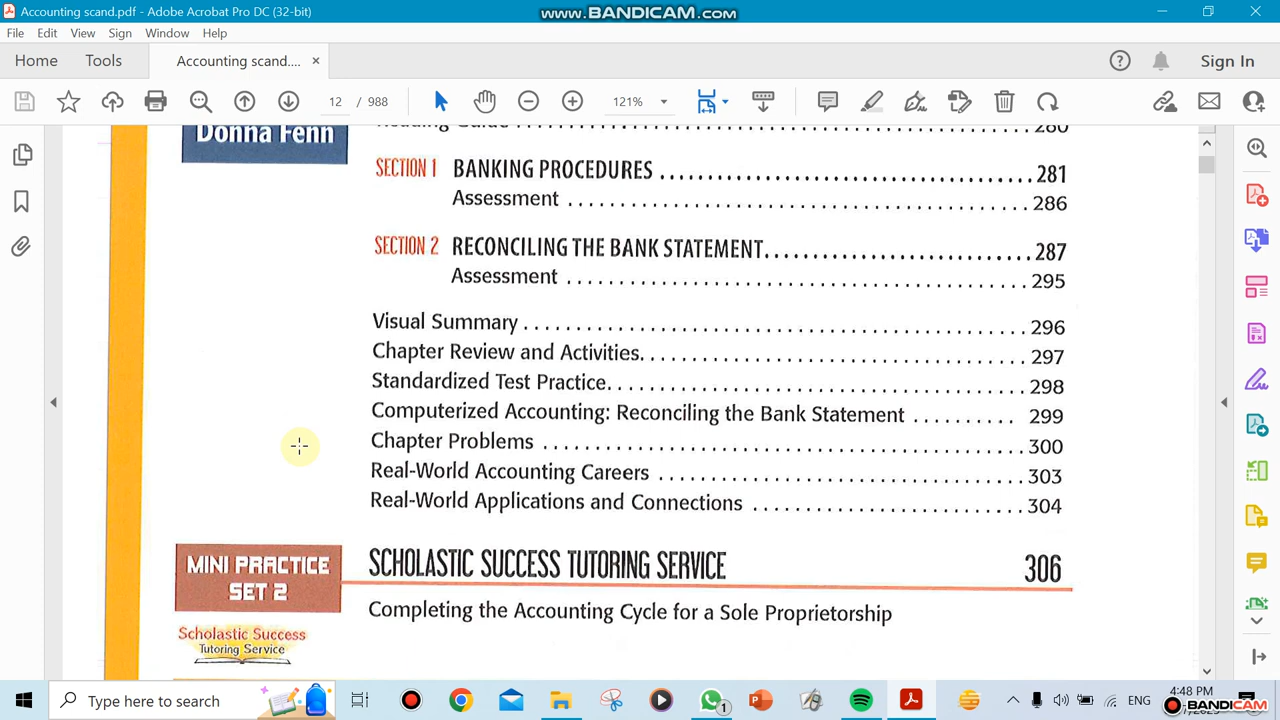 Accounting scand.pdf - Adobe Acrobat Pro DC (32-bit)
www.BANDICAM.com
File Edit View Sign Window Help
Home Tools Accounting scand.... × Sign In
12 / 988 121%
Donna Fenn
Reading Guide 280
SECTION 1 BANKING PROCEDURES 281
Assessment 286
SECTION 2 RECONCILING THE BANK STATEMENT 287
Assessment 295
Visual Summary 296
Chapter Review and Activities 297
Standardized Test Practice 298
Computerized Accounting: Reconciling the Bank Statement 299
Chapter Problems 300
Real-World Accounting Careers 303
Real-World Applications and Connections 304
MINI PRACTICE SET 2
SCHOLASTIC SUCCESS TUTORING SERVICE 306
Completing the Accounting Cycle for a Sole Proprietorship
Scholastic Success
Tutoring Service
Type here to search
1
ENG
4:48 PM
BANDICAM